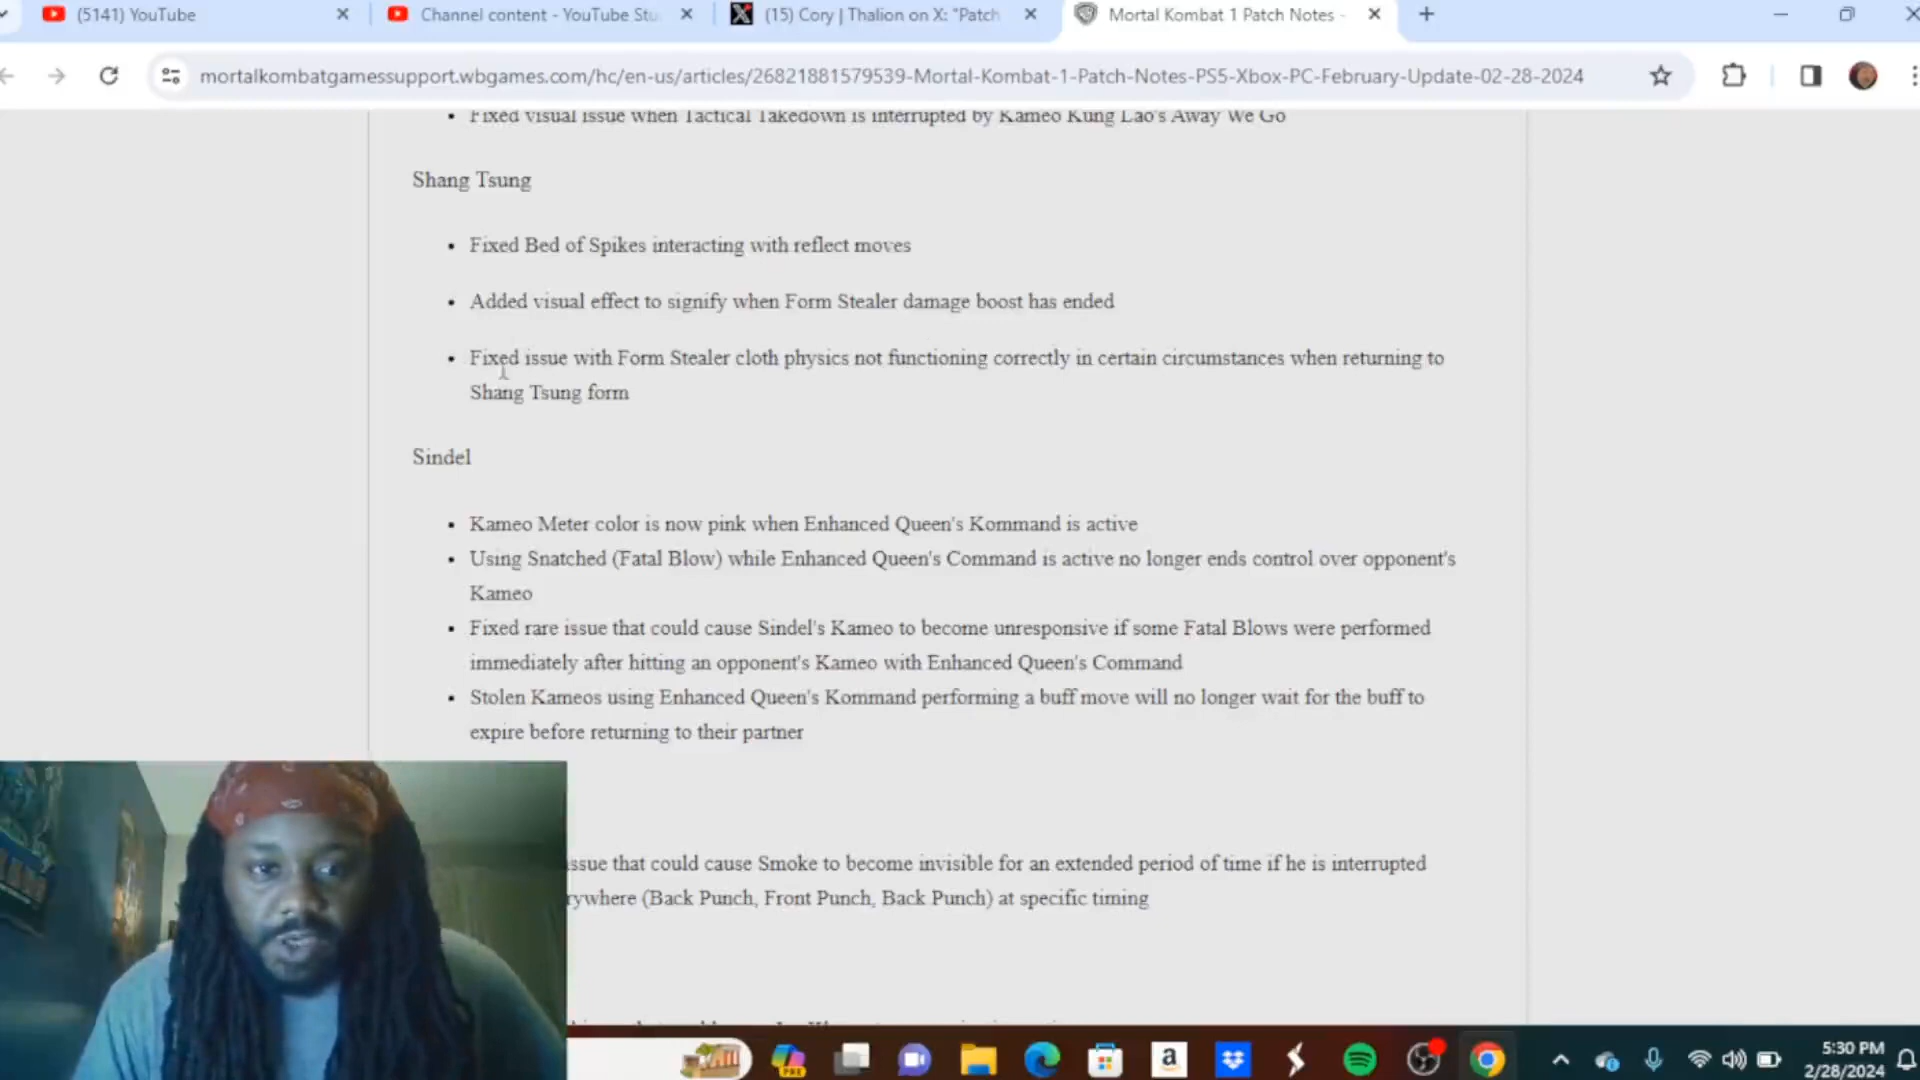 (5141) YouTube
Channel content - YouTube Stu
(15) Cory | Thalion on X: "Patch
Mortal Kombat 1 Patch Notes -
mortalkombatgamessupport.wbgames.com/hc/en-us/articles/26821881579539-Mortal-Kombat-1-Patch-Notes-PS5-Xbox-PC-February-Update-02-28-2024
• Fixed visual issue when Tactical Takedown is interrupted by Kameo Kung Lao's Away We Go
Shang Tsung
• Fixed Bed of Spikes interacting with reflect moves
• Added visual effect to signify when Form Stealer damage boost has ended
• Fixed issue with Form Stealer cloth physics not functioning correctly in certain circumstances when returning to
Shang Tsung form
Sindel
• Kameo Meter color is now pink when Enhanced Queen's Kommand is active
• Using Snatched (Fatal Blow) while Enhanced Queen's Command is active no longer ends control over opponent's
Kameo
• Fixed rare issue that could cause Sindel's Kameo to become unresponsive if some Fatal Blows were performed
immediately after hitting an opponent's Kameo with Enhanced Queen's Command
• Stolen Kameos using Enhanced Queen's Kommand performing a buff move will no longer wait for the buff to
expire before returning to their partner
ssue that could cause Smoke to become invisible for an extended period of time if he is interrupted
rywhere (Back Punch, Front Punch, Back Punch) at specific timing
PRE
a
5:30 PM
2/28/2024